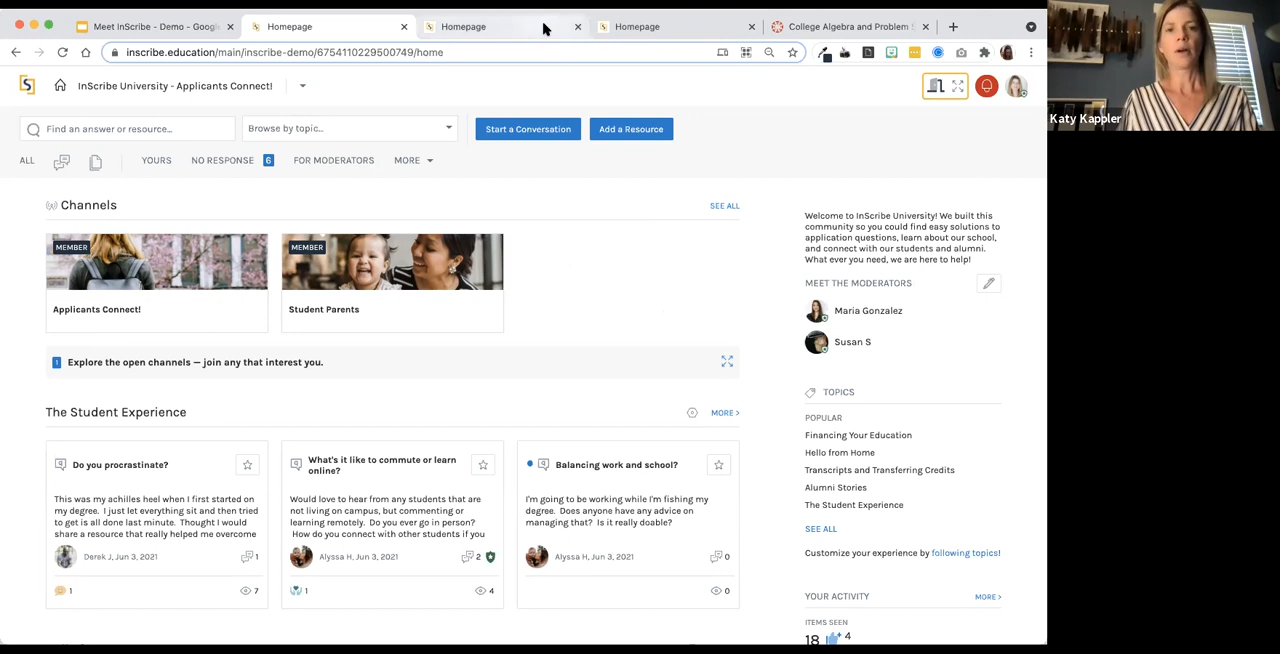 Meet InScribe - Demo - Google
Homepage
Homepage
Homepage
College Algebra and Problem S
inscribe.education/main/inscribe-demo/6754110229500749/home
InScribe University - Applicants Connect!
Find an answer or resource...
Browse by topic...
Start a Conversation
Add a Resource
ALL
YOURS
NO RESPONSE 6
FOR MODERATORS
MORE
Channels
SEE ALL
MEMBER
Applicants Connect!
MEMBER
Student Parents
1 Explore the open channels — join any that interest you.
The Student Experience
MORE >
Do you procrastinate?
This was my achilles heel when I first started on
my degree. I just let everything sit and then tried
to get is all done last minute. Thought I would
share a resource that really helped me overcome
Derek J, Jun 3, 2021
1
1
7
What's it like to commute or learn
online?
Would love to hear from any students that are
not living on campus, but commenting or
learning remotely. Do you ever go in person?
How do you connect with other students if you
Alyssa H, Jun 3, 2021
2
1
4
Balancing work and school?
I'm going to be working while I'm fishing my
degree. Does anyone have any advice on
managing that? Is it really doable?
Alyssa H, Jun 3, 2021
0
0
Welcome to InScribe University! We built this
community so you could find easy solutions to
application questions, learn about our school,
and connect with our students and alumni.
What ever you need, we are here to help!
MEET THE MODERATORS
Maria Gonzalez
Susan S
TOPICS
POPULAR
Financing Your Education
Hello from Home
Transcripts and Transferring Credits
Alumni Stories
The Student Experience
SEE ALL
Customize your experience by following topics!
YOUR ACTIVITY
MORE >
ITEMS SEEN
18 + 4
Katy Kappler